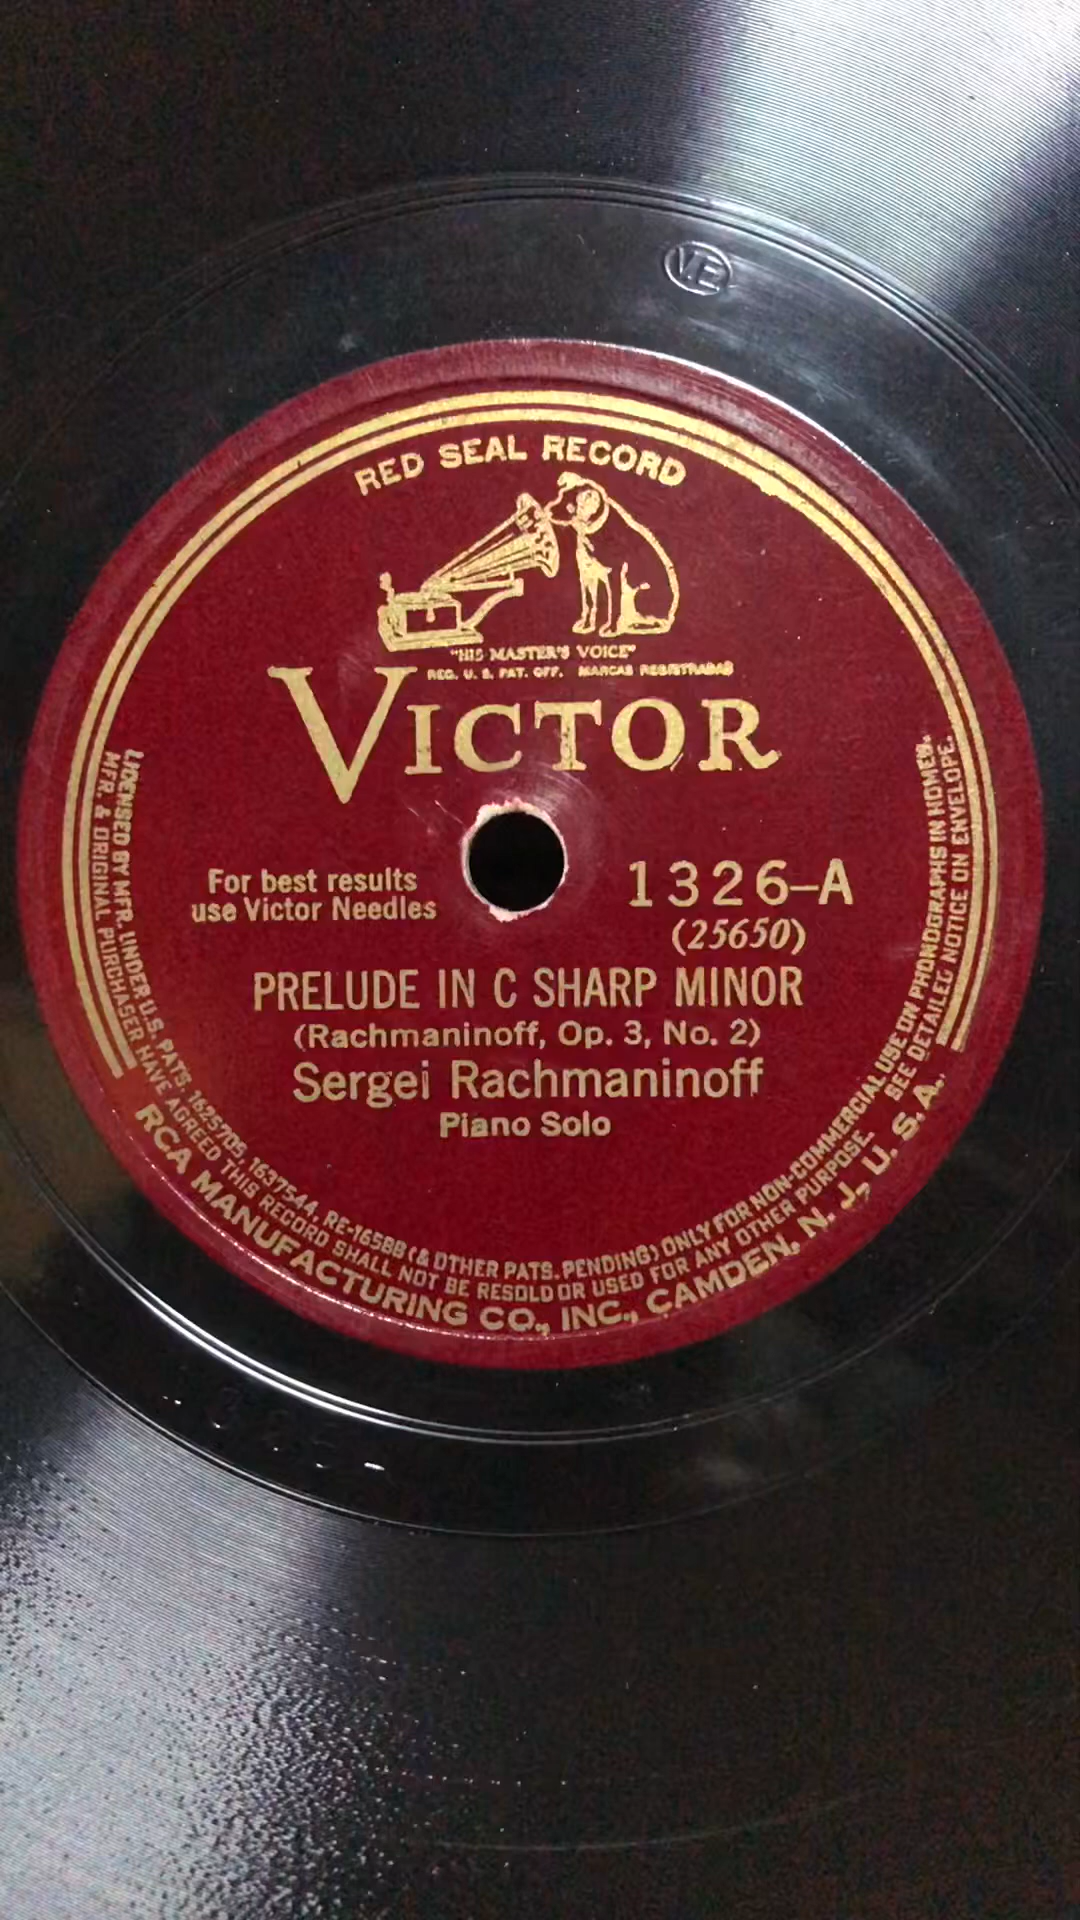 VE
RED SEAL RECORD
"HIS MASTER'S VOICE"
REG. U. S. PAT. OFF. MARCAS REGISTRADAS
VICTOR
For best results
use Victor Needles
1326-A
(25650)
PRELUDE IN C SHARP MINOR
(Rachmaninoff, Op. 3, No. 2)
Sergei Rachmaninoff
Piano Solo
LICENSED BY MFR. UNDER U.S. PATS. 1625705, 1637544, RE-16588 (& OTHER PATS. PENDING) ONLY FOR NON-COMMERCIAL USE ON PHONOGRAPHS IN HOMES.
MFR. & ORIGINAL PURCHASER HAVE AGREED THIS RECORD SHALL NOT BE RESOLD OR USED FOR ANY OTHER PURPOSE. SEE DETAILED NOTICE ON ENVELOPE.
RCA MANUFACTURING CO., INC., CAMDEN, N. J., U. S. A.